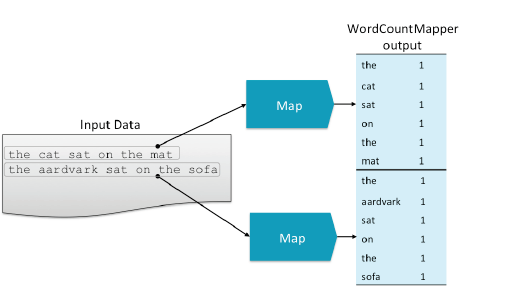 WordCountMapper
output
Input Data
the cat sat on the mat
the aardvark sat on the sofa
Map
Map
the 1
cat 1
sat 1
on 1
the 1
mat 1
the 1
aardvark 1
sat 1
on 1
the 1
sofa 1